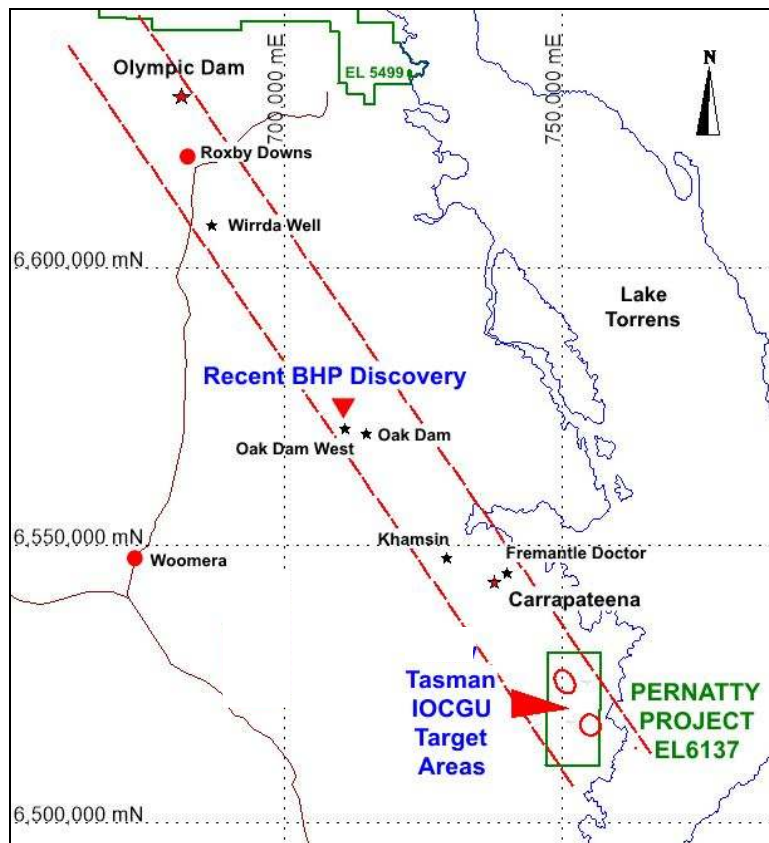 Olympic Dam
EL 5499
700,000 mE
750,000 mE
N
Roxby Downs
Wirrda Well
6,600,000 mN
Lake
Torrens
Recent BHP Discovery
Oak Dam West
Oak Dam
6,550,000 mN
Khamsin
Fremantle Doctor
Woomera
Carrapateena
Tasman
IOCGU
Target
Areas
PERNATTY
PROJECT
EL6137
6,500,000 mN